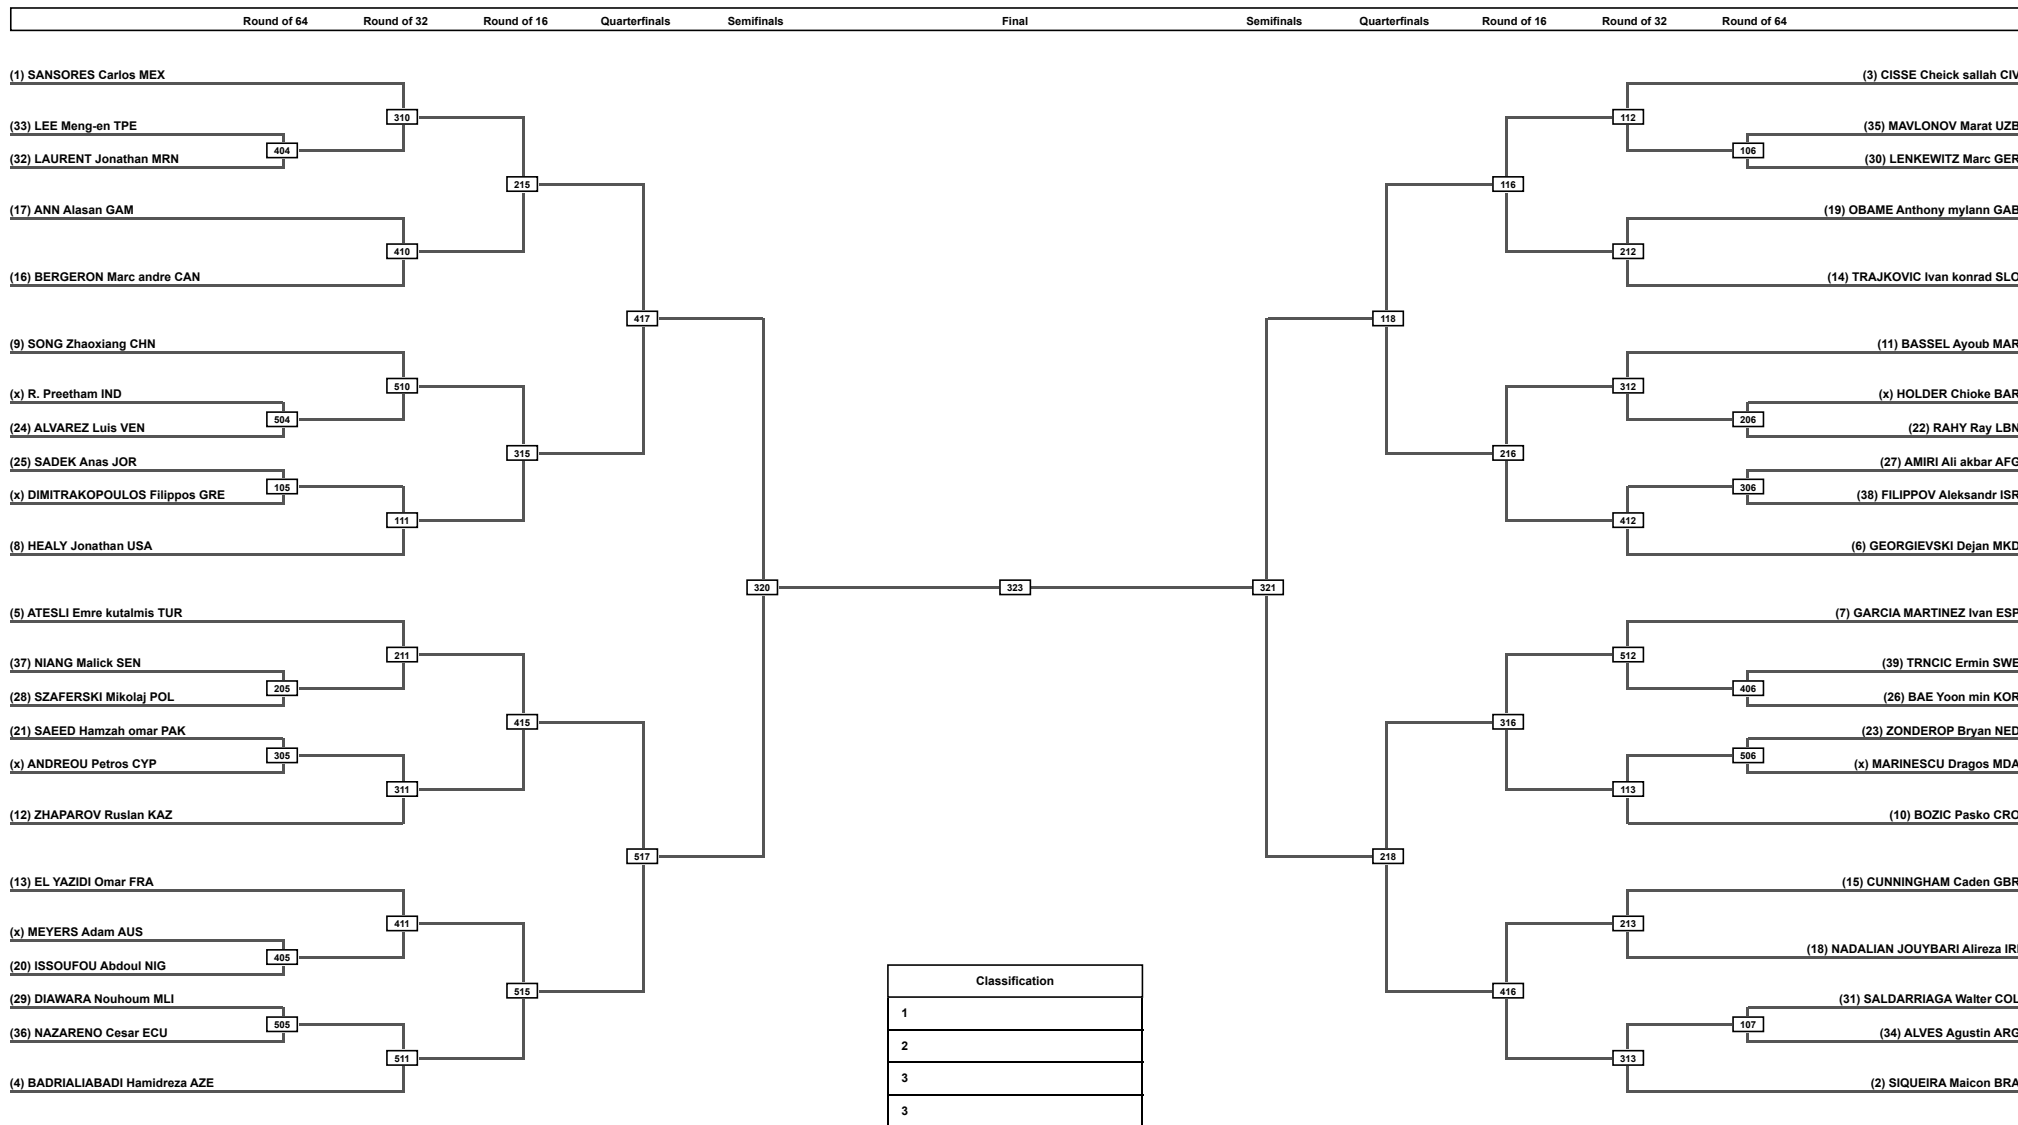 Round of 64 Round of 32 Round of 16 Quarterfinals Semifinals Final Semifinals Quarterfinals Round of 16 Round of 32 Round of 64
(1) SANSORES Carlos MEX
(33) LEE Meng-en TPE
(32) LAURENT Jonathan MRN
(17) ANN Alasan GAM
(16) BERGERON Marc andre CAN
(9) SONG Zhaoxiang CHN
(x) R. Preetham IND
(24) ALVAREZ Luis VEN
(25) SADEK Anas JOR
(x) DIMITRAKOPOULOS Filippos GRE
(8) HEALY Jonathan USA
(5) ATESLI Emre kutalmis TUR
(37) NIANG Malick SEN
(28) SZAFERSKI Mikolaj POL
(21) SAEED Hamzah omar PAK
(x) ANDREOU Petros CYP
(12) ZHAPAROV Ruslan KAZ
(13) EL YAZIDI Omar FRA
(x) MEYERS Adam AUS
(20) ISSOUFOU Abdoul NIG
(29) DIAWARA Nouhoum MLI
(36) NAZARENO Cesar ECU
(4) BADRIALIABADI Hamidreza AZE
404
504
105
205
305
405
505
310
410
510
111
211
311
411
511
215
315
415
515
417
517
320
323
321
118
218
116
216
316
416
112
212
312
412
512
113
213
313
106
206
306
406
506
107
(3) CISSE Cheick sallah CIV
(35) MAVLONOV Marat UZB
(30) LENKEWITZ Marc GER
(19) OBAME Anthony mylann GAB
(14) TRAJKOVIC Ivan konrad SLO
(11) BASSEL Ayoub MAR
(x) HOLDER Chioke BAR
(22) RAHY Ray LBN
(27) AMIRI Ali akbar AFG
(38) FILIPPOV Aleksandr ISR
(6) GEORGIEVSKI Dejan MKD
(7) GARCIA MARTINEZ Ivan ESP
(39) TRNCIC Ermin SWE
(26) BAE Yoon min KOR
(23) ZONDEROP Bryan NED
(x) MARINESCU Dragos MDA
(10) BOZIC Pasko CRO
(15) CUNNINGHAM Caden GBR
(18) NADALIAN JOUYBARI Alireza IRI
(31) SALDARRIAGA Walter COL
(34) ALVES Agustin ARG
(2) SIQUEIRA Maicon BRA
Classification
1
2
3
3